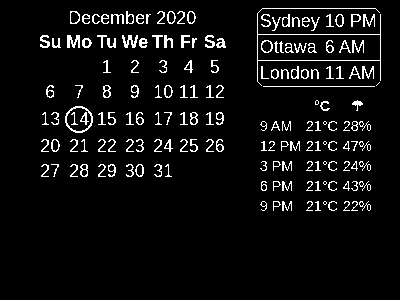 December 2020
Su Mo Tu We Th Fr Sa
1 2 3 4 5
6 7 8 9 10 11 12
13 14 15 16 17 18 19
20 21 22 23 24 25 26
27 28 29 30 31
Sydney 10 PM
Ottawa 6 AM
London 11 AM
°C ☂
9 AM 21°C 28%
12 PM 21°C 47%
3 PM 21°C 24%
6 PM 21°C 43%
9 PM 21°C 22%